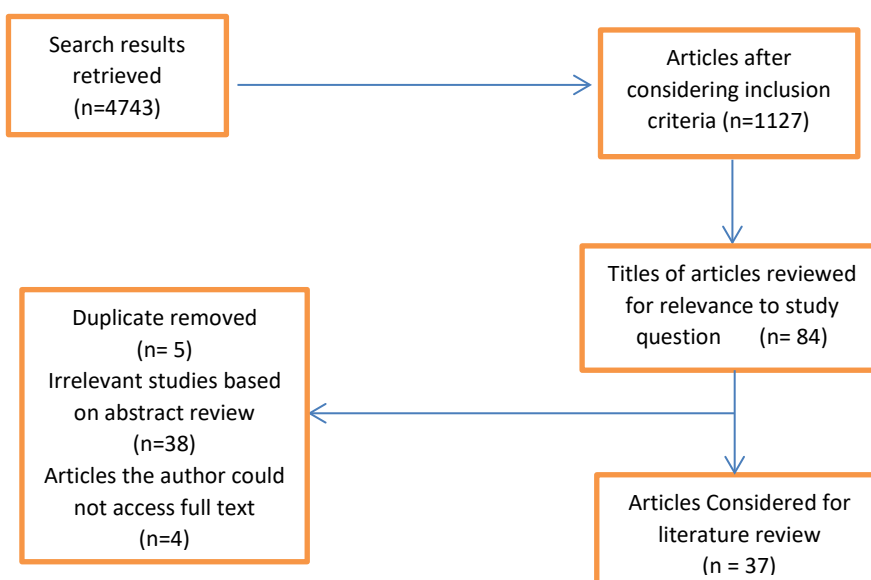 Search results
retrieved
(n=4743)
Articles after
considering inclusion
criteria (n=1127)
Titles of articles reviewed
for relevance to study
question (n= 84)
Duplicate removed
(n= 5)
Irrelevant studies based
on abstract review
(n=38)
Articles the author could
not access full text
(n=4)
Articles Considered for
literature review
(n = 37)